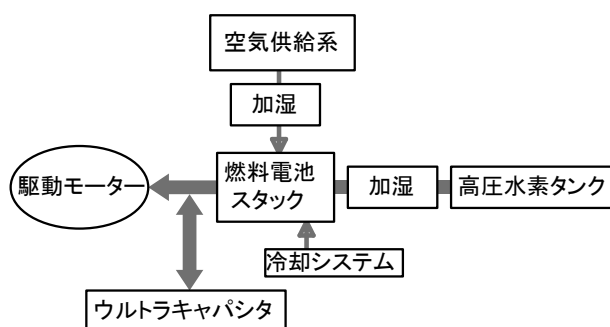 空気供給系
加湿
駆動モーター
燃料電池
スタック
加湿
高圧水素タンク
冷却システム
ウルトラキャパシタ